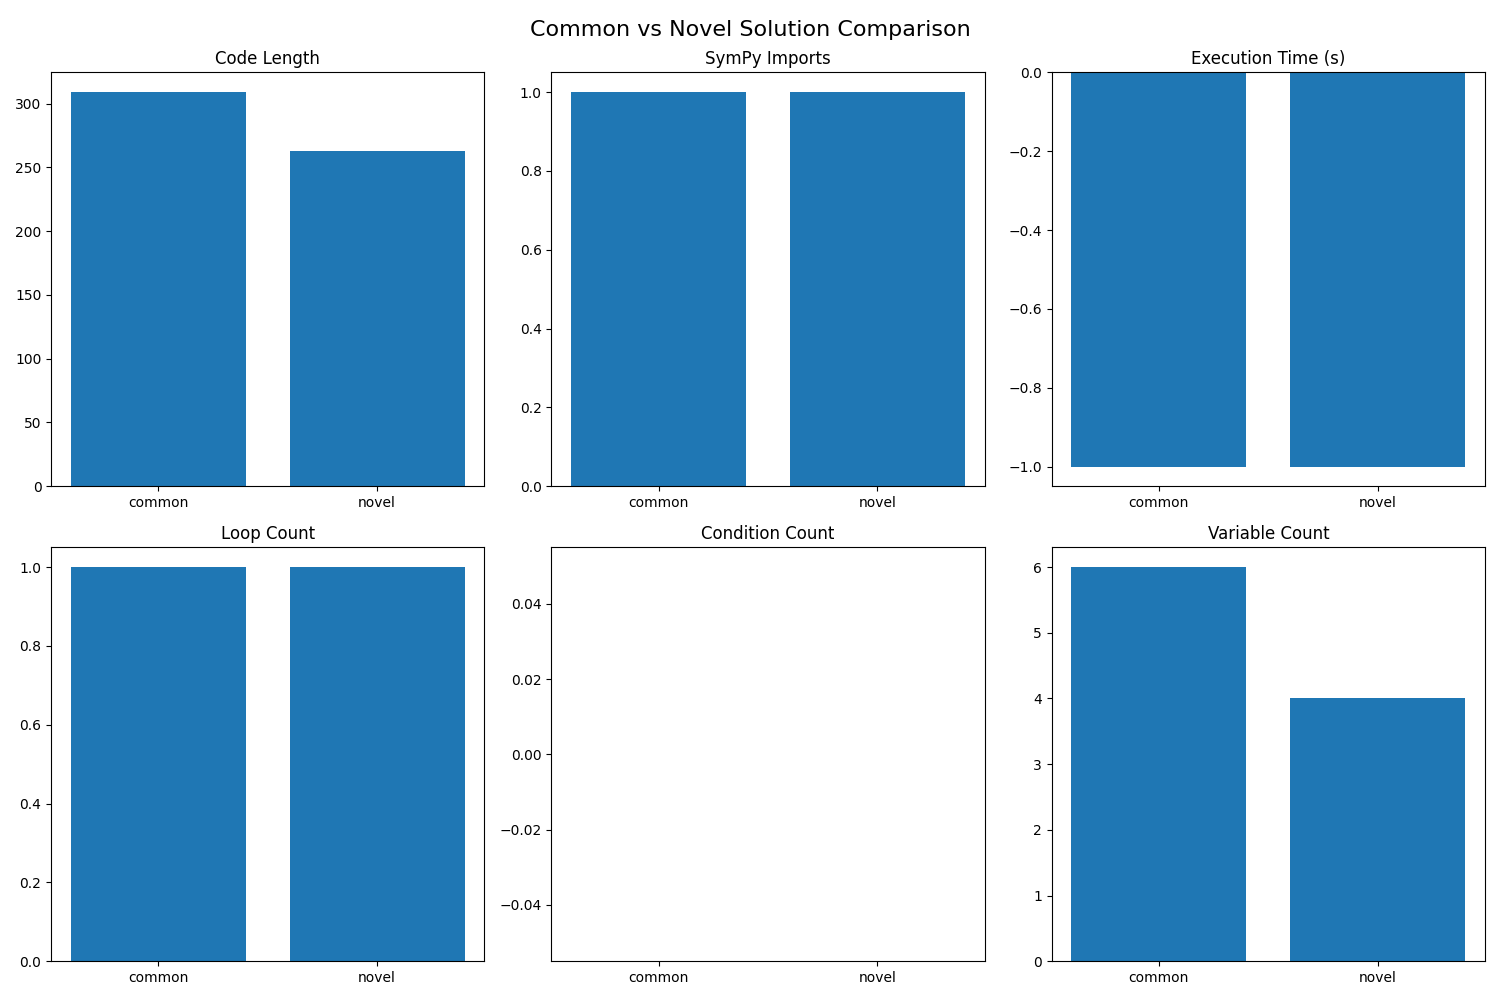 Common vs Novel Solution Comparison
Code Length
300
250
200
150
100
50
0
common novel
SymPy Imports
1.0
0.8
0.6
0.4
0.2
0.0
common novel
Execution Time (s)
0.0
−0.2
−0.4
−0.6
−0.8
−1.0
common novel
Loop Count
1.0
0.8
0.6
0.4
0.2
0.0
common novel
Condition Count
0.04
0.02
0.00
−0.02
−0.04
common novel
Variable Count
6
5
4
3
2
1
0
common novel